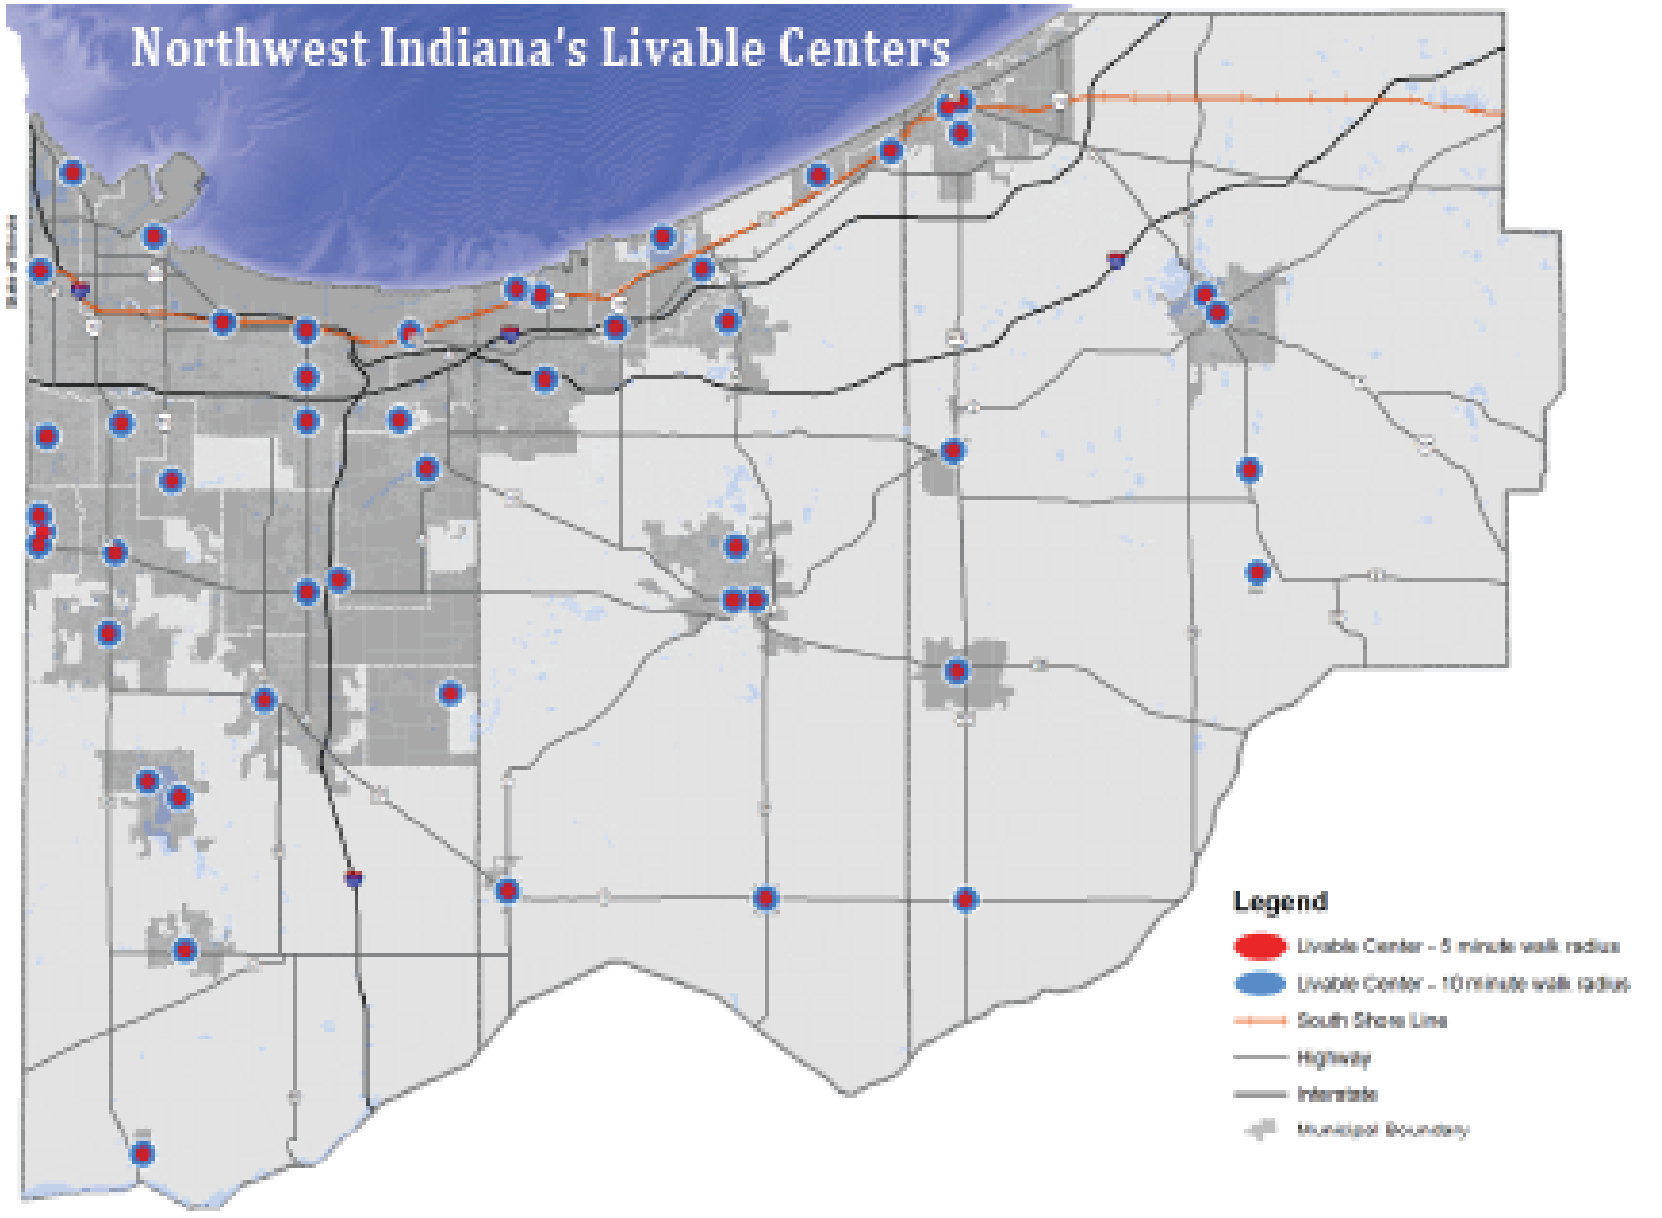 Northwest Indiana's Livable Centers
Legend
Livable Center - 5 minute walk radius
Livable Center - 10 minute walk radius
South Shore Line
Highway
Interstate
Municipal Boundary